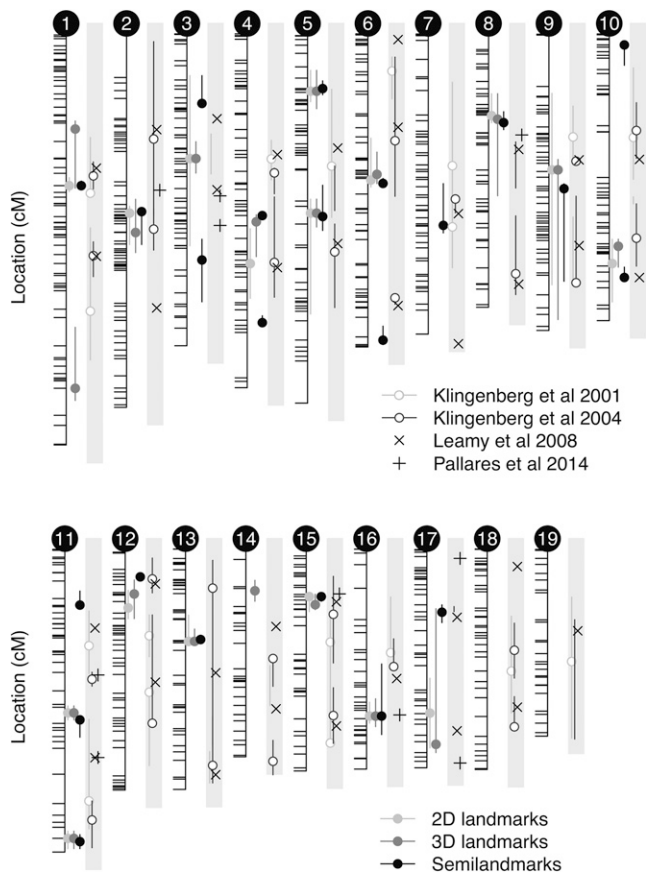 1 2 3 4 5 6 7 8 9 10
Location (cM)
Klingenberg et al 2001
Klingenberg et al 2004
Leamy et al 2008
Pallares et al 2014
11 12 13 14 15 16 17 18 19
Location (cM)
2D landmarks
3D landmarks
Semilandmarks